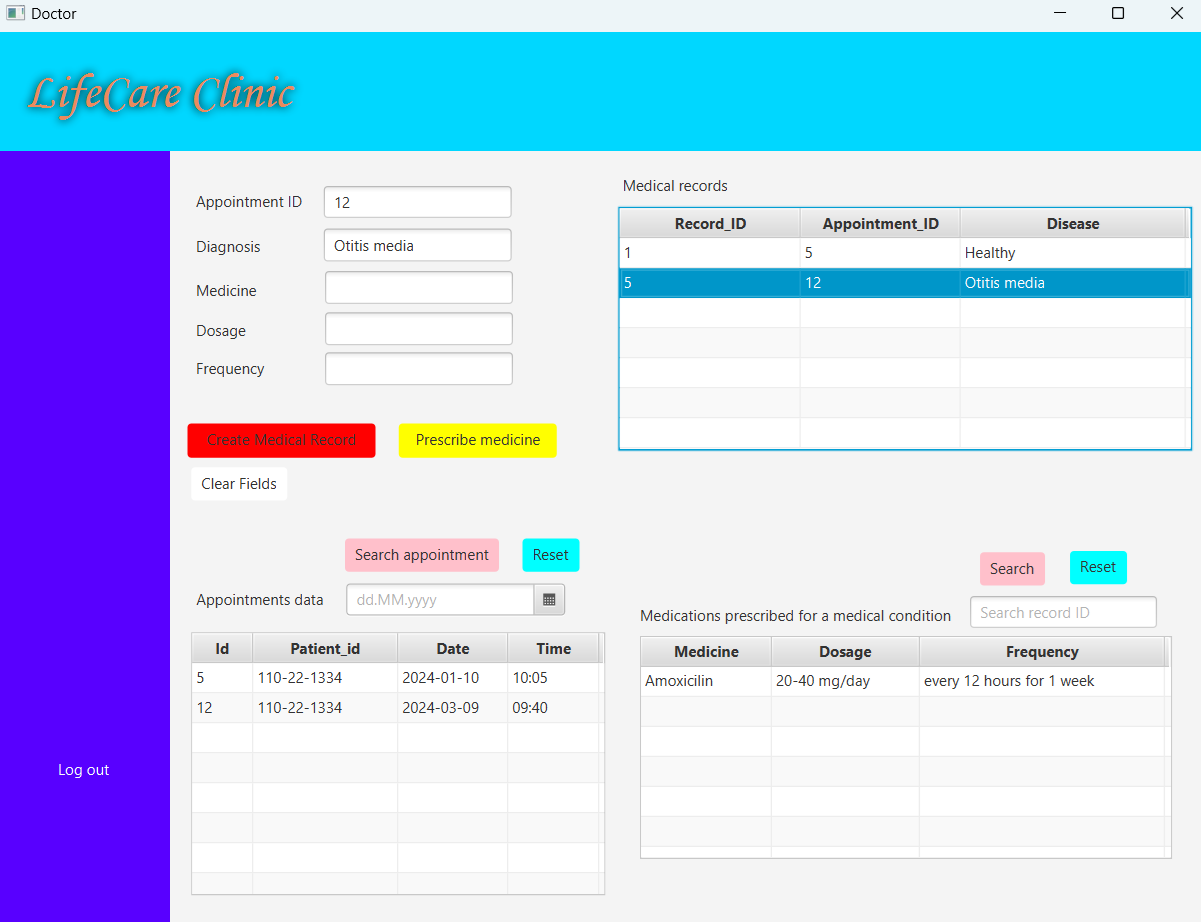 Doctor
LifeCare Clinic
Appointment ID 12
Diagnosis Otitis media
Medicine
Dosage
Frequency
Create Medical Record Prescribe medicine
Clear Fields
Medical records
Record_ID Appointment_ID Disease
1 5 Healthy
5 12 Otitis media
Search appointment Reset
Appointments data dd.MM.yyyy
Id Patient_id Date Time
5 110-22-1334 2024-01-10 10:05
12 110-22-1334 2024-03-09 09:40
Search Reset
Medications prescribed for a medical condition Search record ID
Medicine Dosage Frequency
Amoxicilin 20-40 mg/day every 12 hours for 1 week
Log out